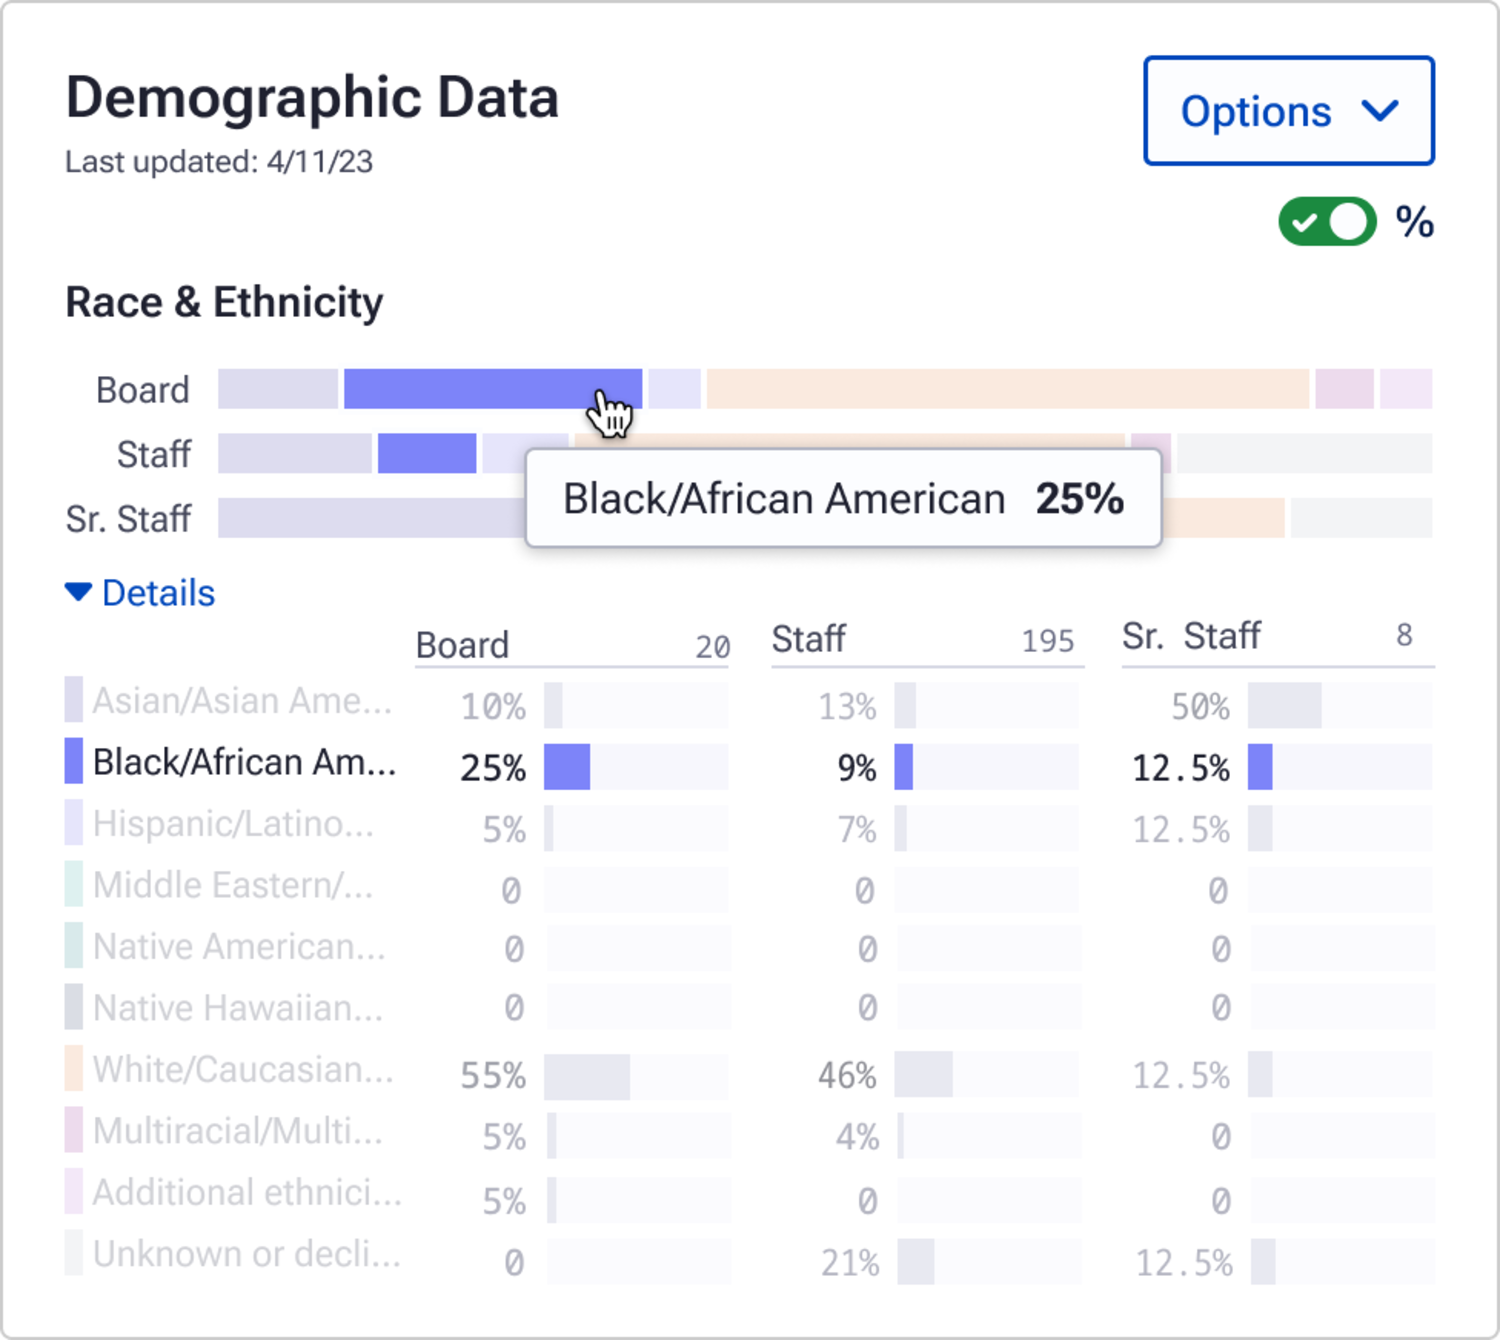 Demographic Data
Options
Last updated: 4/11/23
%
Race & Ethnicity
Board
Staff
Black/African American 25%
Sr. Staff
Details
Board 20 Staff 195 Sr. Staff 8
Asian/Asian Ame... 10% 13% 50%
Black/African Am... 25% 9% 12.5%
Hispanic/Latino... 5% 7% 12.5%
Middle Eastern/... 0 0 0
Native American... 0 0 0
Native Hawaiian... 0 0 0
White/Caucasian... 55% 46% 12.5%
Multiracial/Multi... 5% 4% 0
Additional ethnici... 5% 0 0
Unknown or decli... 0 21% 12.5%